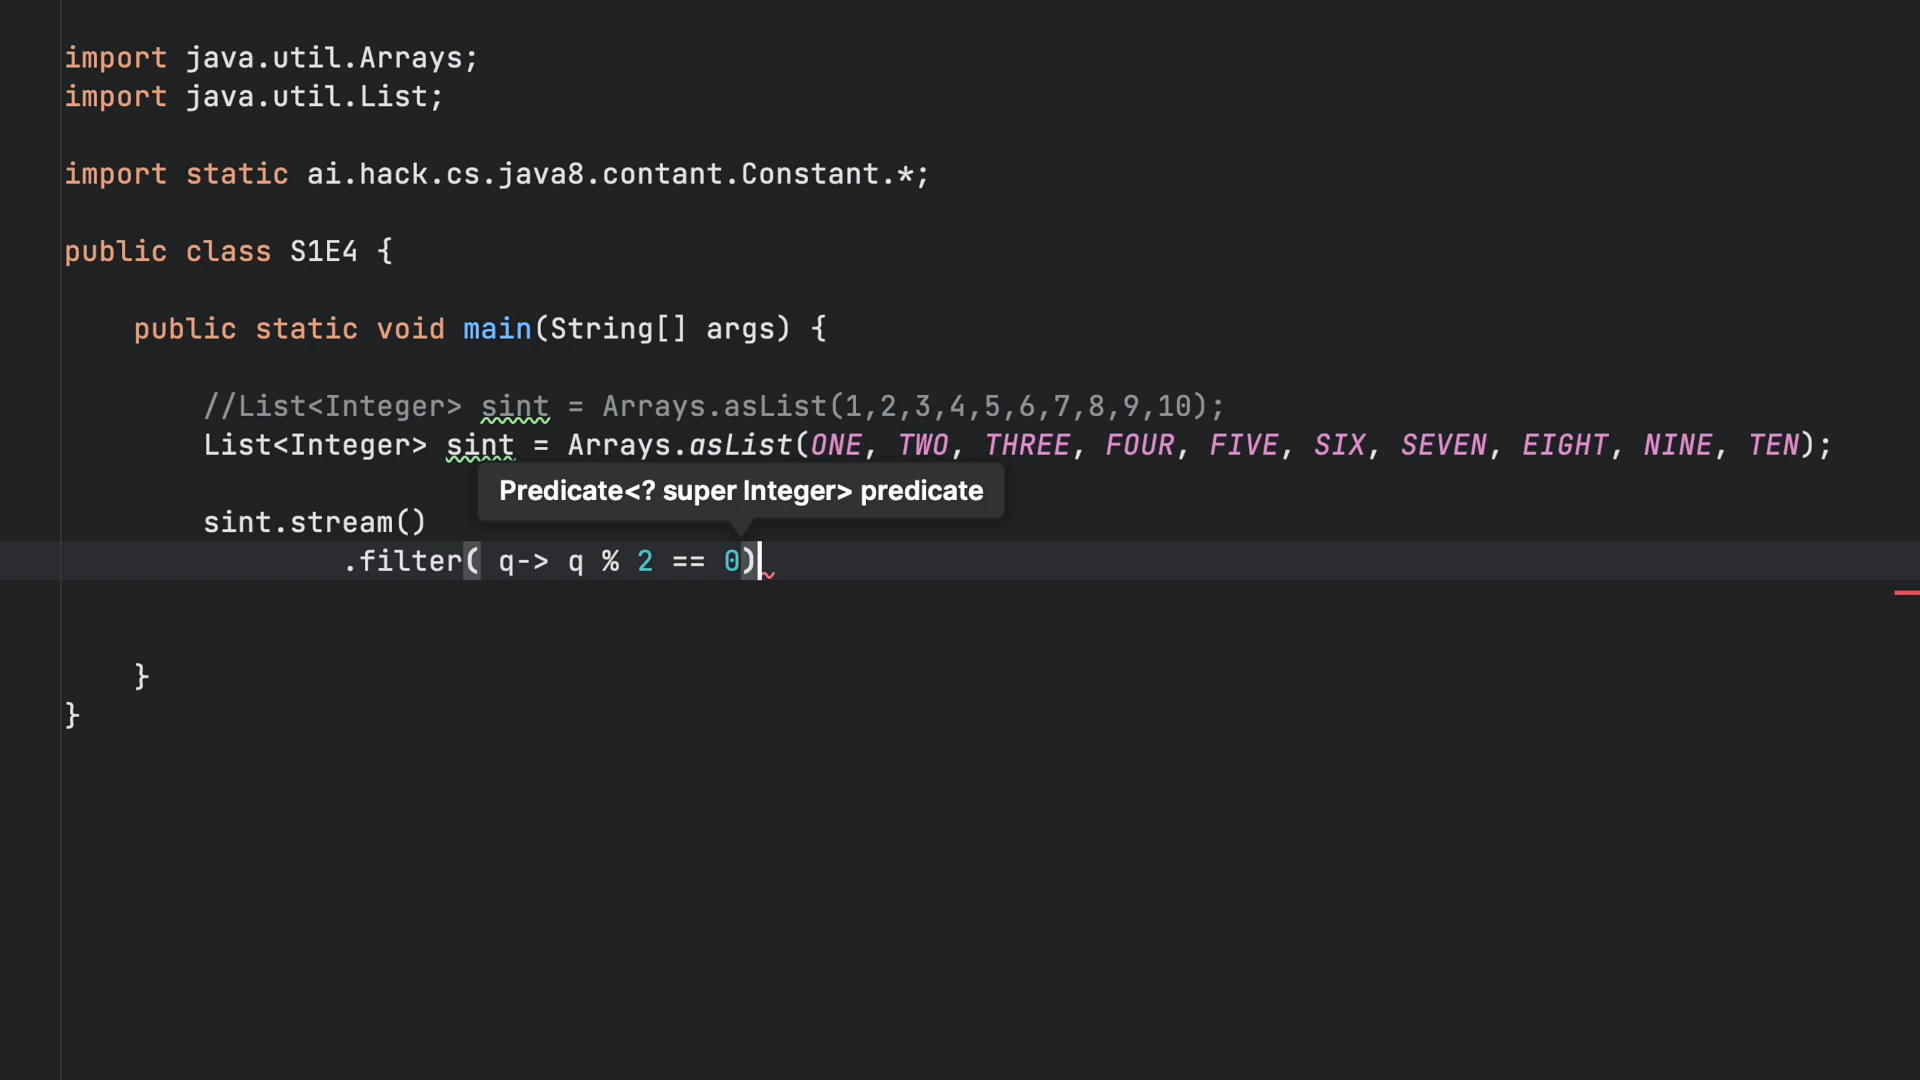 import java.util.Arrays;
import java.util.List;
import static ai.hack.cs.java8.contant.Constant.*;
public class S1E4 {
public static void main(String[] args) {
//List<Integer> sint = Arrays.asList(1,2,3,4,5,6,7,8,9,10);
List<Integer> sint = Arrays.asList(ONE, TWO, THREE, FOUR, FIVE, SIX, SEVEN, EIGHT, NINE, TEN);
Predicate<? super Integer> predicate
sint.stream()
.filter( q-> q % 2 == 0)
}
}